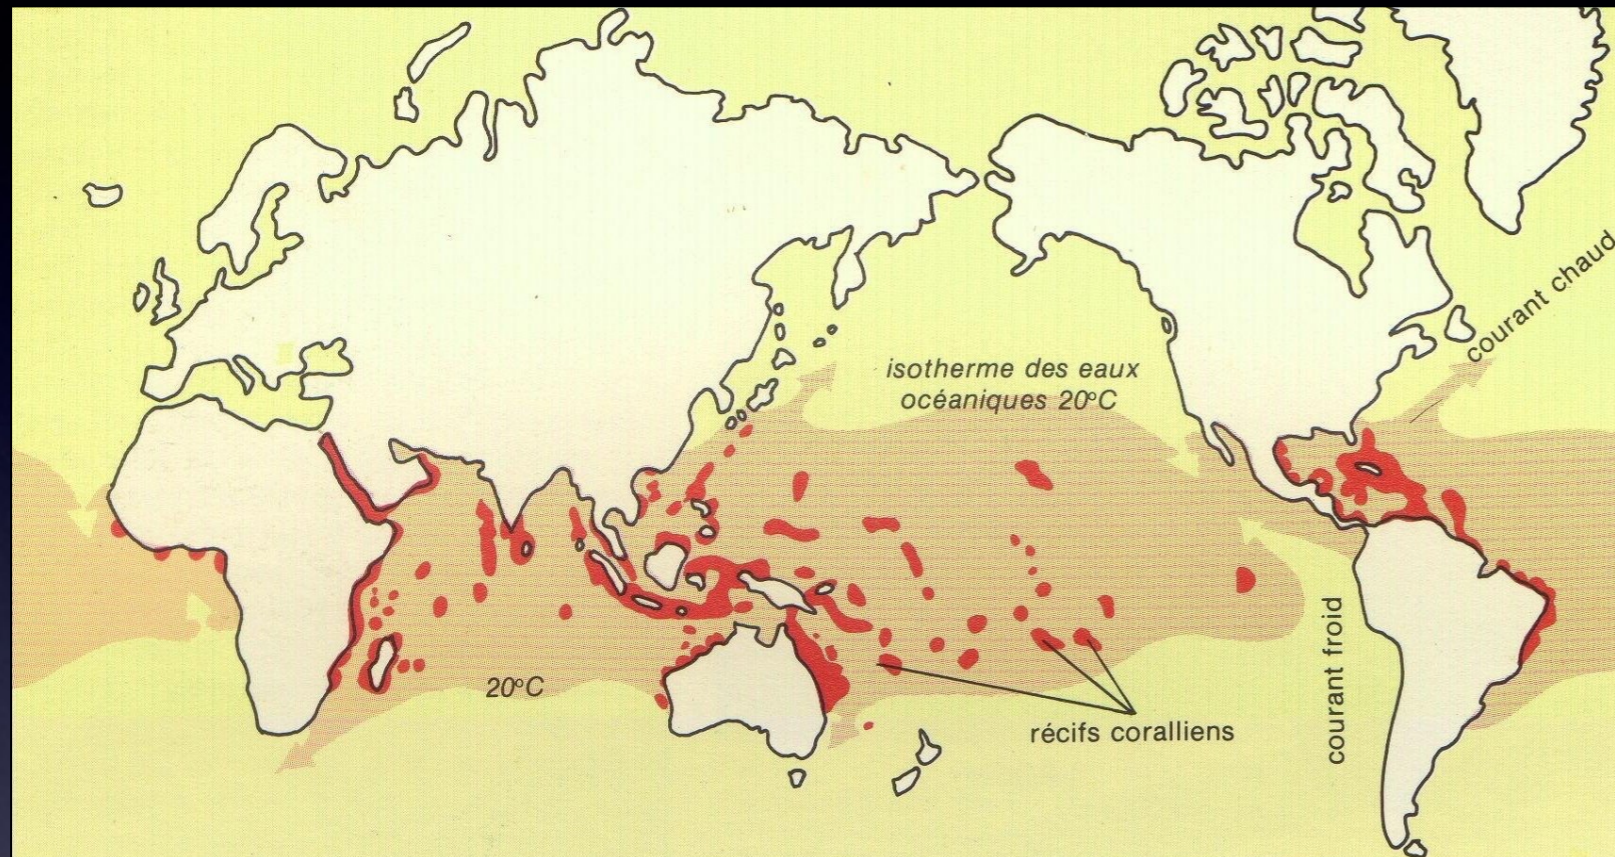 isotherme des eaux
océaniques 20°C
courant chaud
20°C
récifs coralliens
courant froid